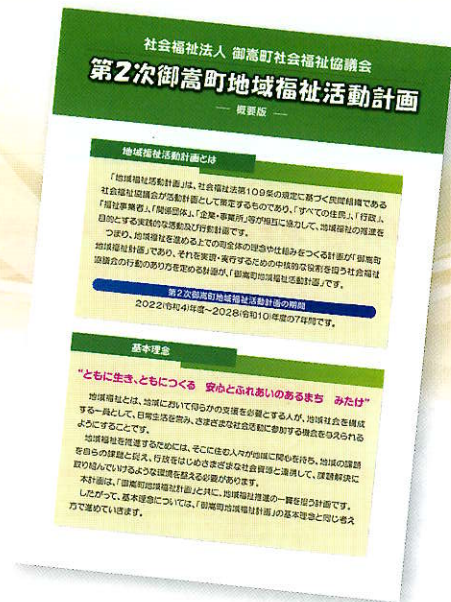 社会福祉法人 御嵩町社会福祉協議会
第2次御嵩町地域福祉活動計画
— 概要版 —
地域福祉活動計画とは
「地域福祉活動計画」は、社会福祉法第109条の規定に基づく民間組織である
社会福祉協議会が活動計画として策定するものであり、「すべての住民」、「行政」、
「福祉事業者」、「関係団体」、「企業・事業所」等が相互に協力して、地域福祉の推進を
目的とする実践的な活動及び行動計画です。
つまり、地域福祉を進める上での町全体の理念や仕組みをつくる計画が「御嵩町
地域福祉計画」であり、それを実践・実行するための中核的な役割を担う社会福祉
協議会の行動のあり方を定める計画が、「御嵩町地域福祉活動計画」です。
第2次御嵩町地域福祉活動計画の期間
2022(令和4)年度~2028(令和10)年度の7年間です。
基本理念
"ともに生き、ともにつくる 安心とふれあいのあるまち みたけ"
地域福祉とは、地域において何らかの支援を必要とする人が、地域社会を構成
する一員として、日常生活を営み、さまざまな社会活動に参加する機会を与えられる
ようにすることです。
地域福祉を推進するためには、そこに住む人々が地域に関心を持ち、地域の課題
を自らの課題と捉え、行政をはじめさまざまな社会資源と連携して、課題解決に
取り組んでいけるような環境を整える必要があります。
本計画は、「御嵩町地域福祉計画」と共に、地域福祉推進の一翼を担う計画です。
したがって、基本理念については、「御嵩町地域福祉計画」の基本理念と同じ考え
方で進めていきます。